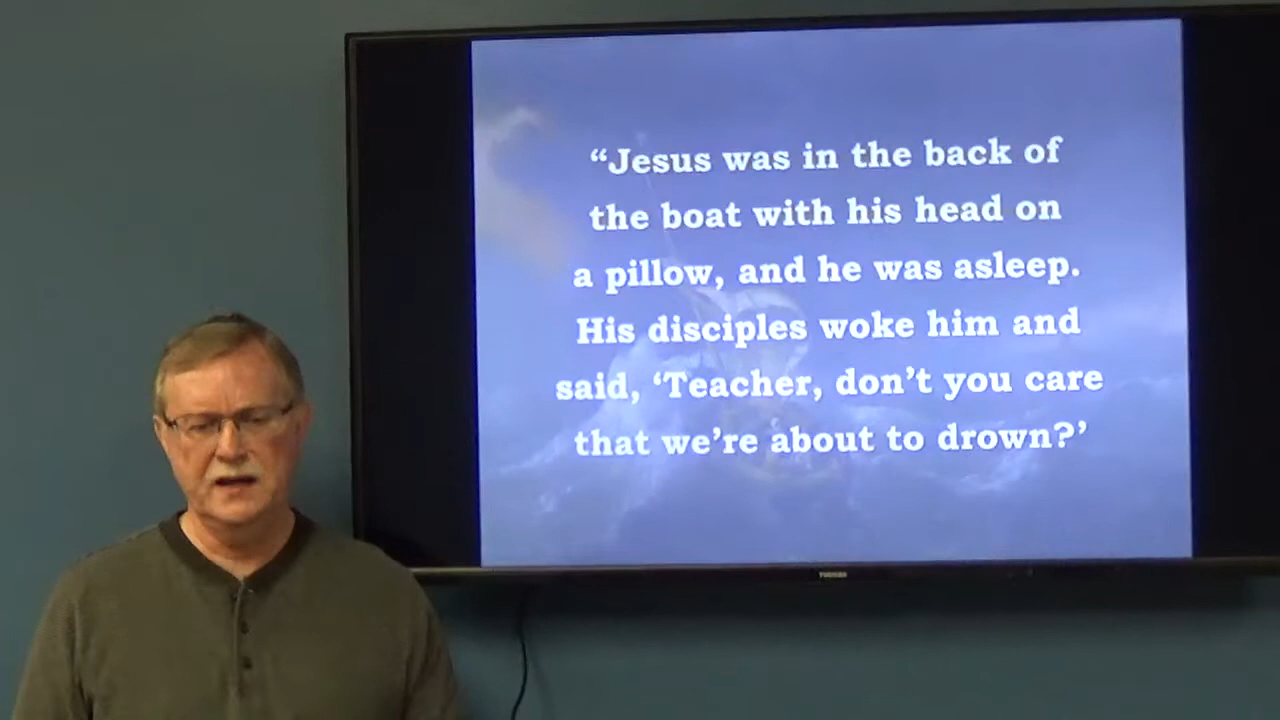 “Jesus was in the back of
the boat with his head on
a pillow, and he was asleep.
His disciples woke him and
said, ‘Teacher, don’t you care
that we’re about to drown?’
TOSHIBA